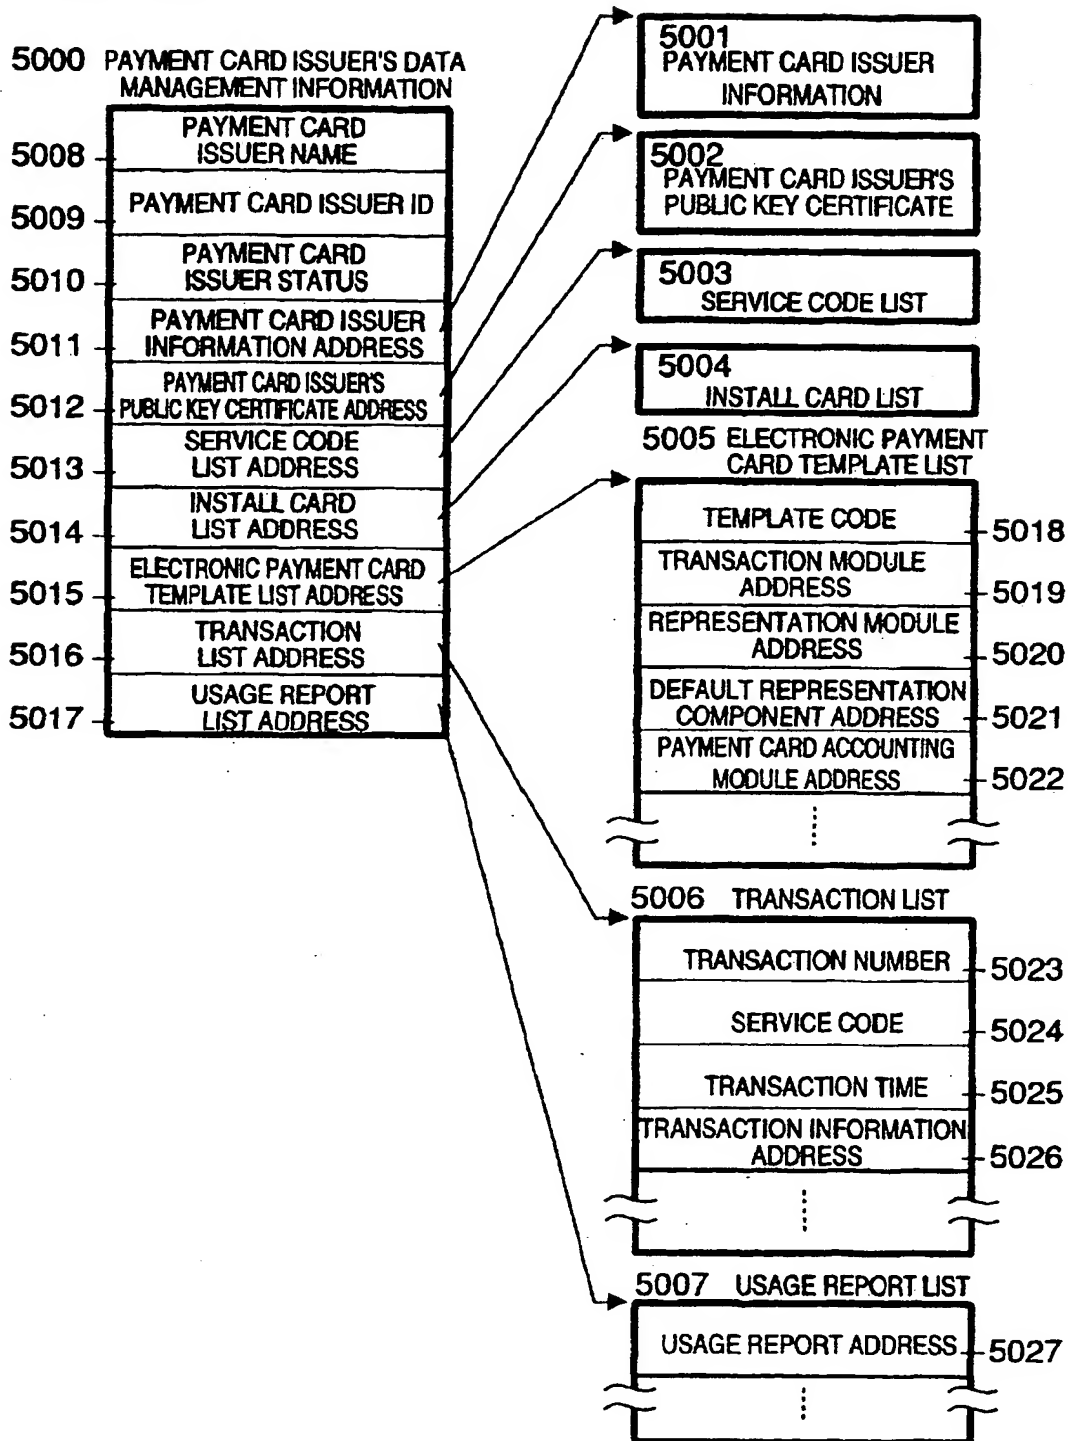 5000 PAYMENT CARD ISSUER'S DATA
MANAGEMENT INFORMATION
PAYMENT CARD
5008 ISSUER NAME
5009 PAYMENT CARD ISSUER ID
PAYMENT CARD
5010 ISSUER STATUS
PAYMENT CARD ISSUER
5011 INFORMATION ADDRESS
PAYMENT CARD ISSUER'S
5012 PUBLIC KEY CERTIFICATE ADDRESS
SERVICE CODE
5013 LIST ADDRESS
INSTALL CARD
5014 LIST ADDRESS
ELECTRONIC PAYMENT CARD
5015 TEMPLATE LIST ADDRESS
TRANSACTION
5016 LIST ADDRESS
USAGE REPORT
5017 LIST ADDRESS
5001
PAYMENT CARD ISSUER
INFORMATION
5002
PAYMENT CARD ISSUER'S
PUBLIC KEY CERTIFICATE
5003
SERVICE CODE LIST
5004
INSTALL CARD LIST
5005 ELECTRONIC PAYMENT
CARD TEMPLATE LIST
TEMPLATE CODE 5018
TRANSACTION MODULE
ADDRESS 5019
REPRESENTATION MODULE
ADDRESS 5020
DEFAULT REPRESENTATION
COMPONENT ADDRESS 5021
PAYMENT CARD ACCOUNTING
MODULE ADDRESS 5022
5006 TRANSACTION LIST
TRANSACTION NUMBER 5023
SERVICE CODE 5024
TRANSACTION TIME 5025
TRANSACTION INFORMATION
ADDRESS 5026
5007 USAGE REPORT LIST
USAGE REPORT ADDRESS 5027